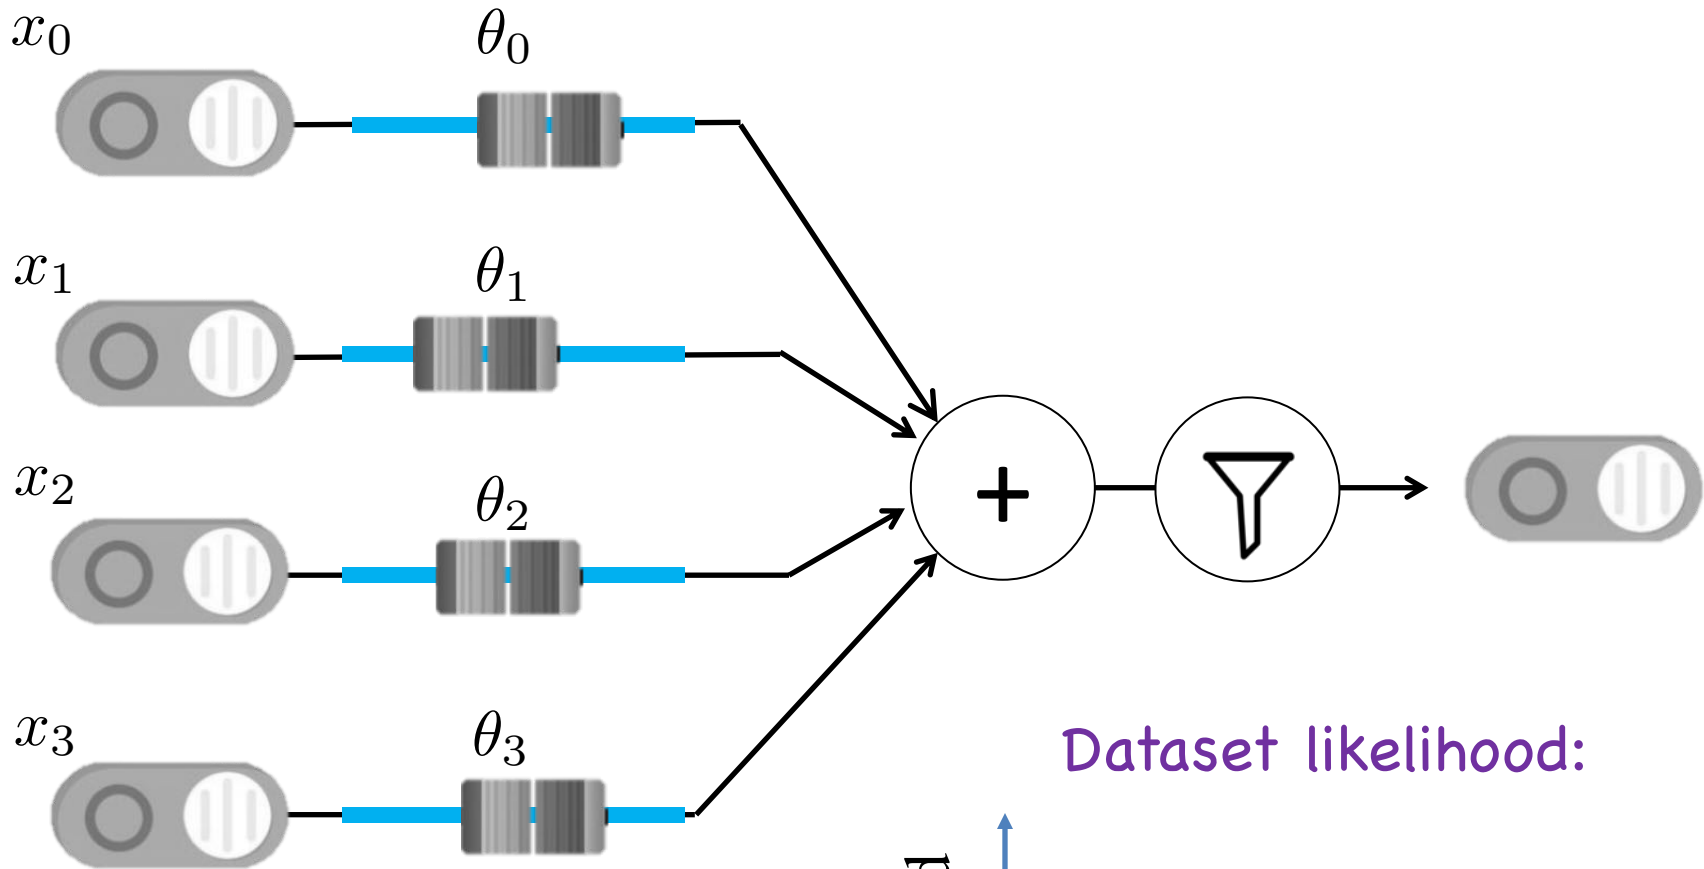 x₀ θ₀
x₁ θ₁
x₂ θ₂
+
x₃ θ₃
Dataset likelihood: